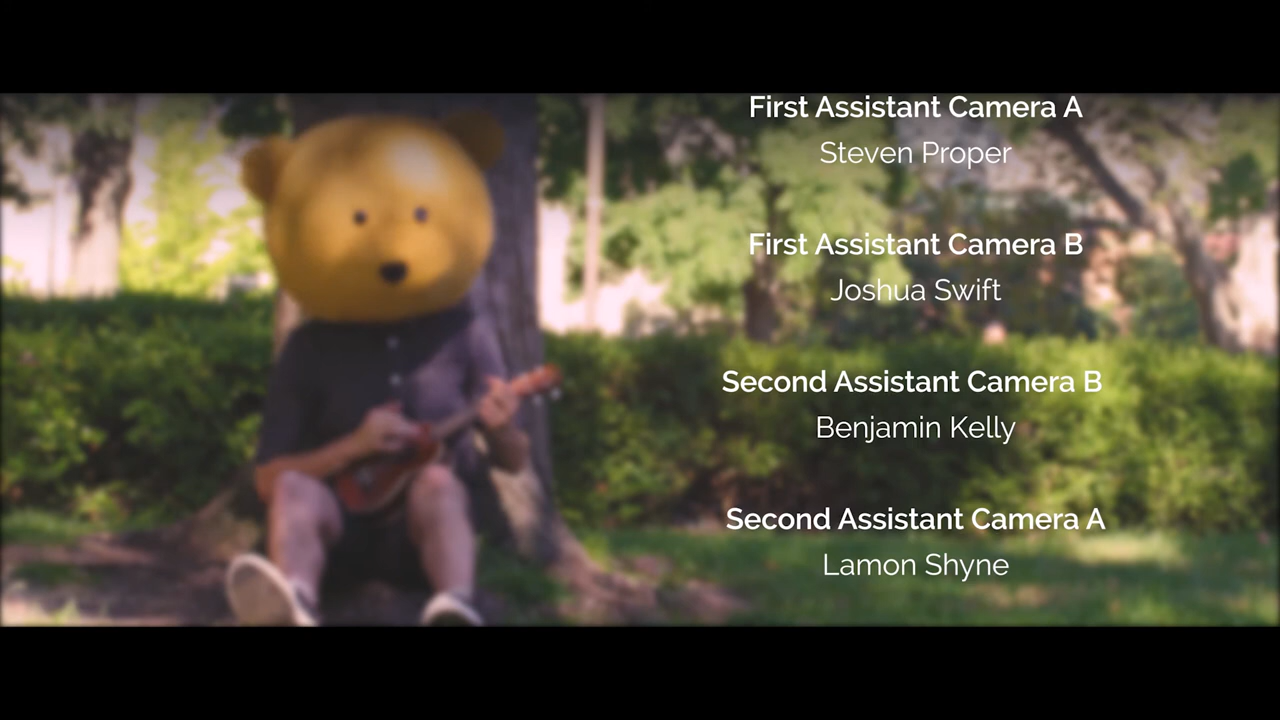 First Assistant Camera A
Steven Proper
First Assistant Camera B
Joshua Swift
Second Assistant Camera B
Benjamin Kelly
Second Assistant Camera A
Lamon Shyne